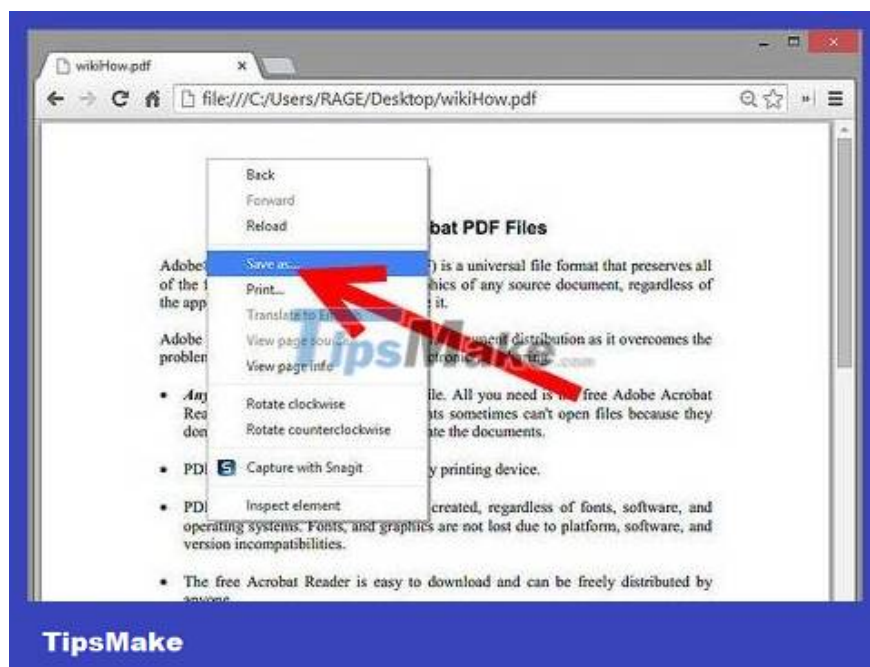 wikiHow.pdf
file:///C:/Users/RAGE/Desktop/wikiHow.pdf
Back
Forward
Reload
Save as...
Print...
Translate to
View page
View page info
Rotate clockwise
Rotate counterclockwise
Capture with Snagit
Inspect element
bat PDF Files
Adobe ) is a universal file format that preserves all
of the hics of any source document, regardless of
the app it.
Adobe ument distribution as it overcomes the
problem
• Any ile. All you need is free Adobe Acrobat
Rea ts sometimes can't open files because they
don ate the documents.
• PD y printing device.
• PD created, regardless of fonts, software, and
operating systems. Fonts, and graphics are not lost due to platform, software, and
version incompatibilities.
• The free Acrobat Reader is easy to download and can be freely distributed by
anyone.
TipsMake.com
TipsMake